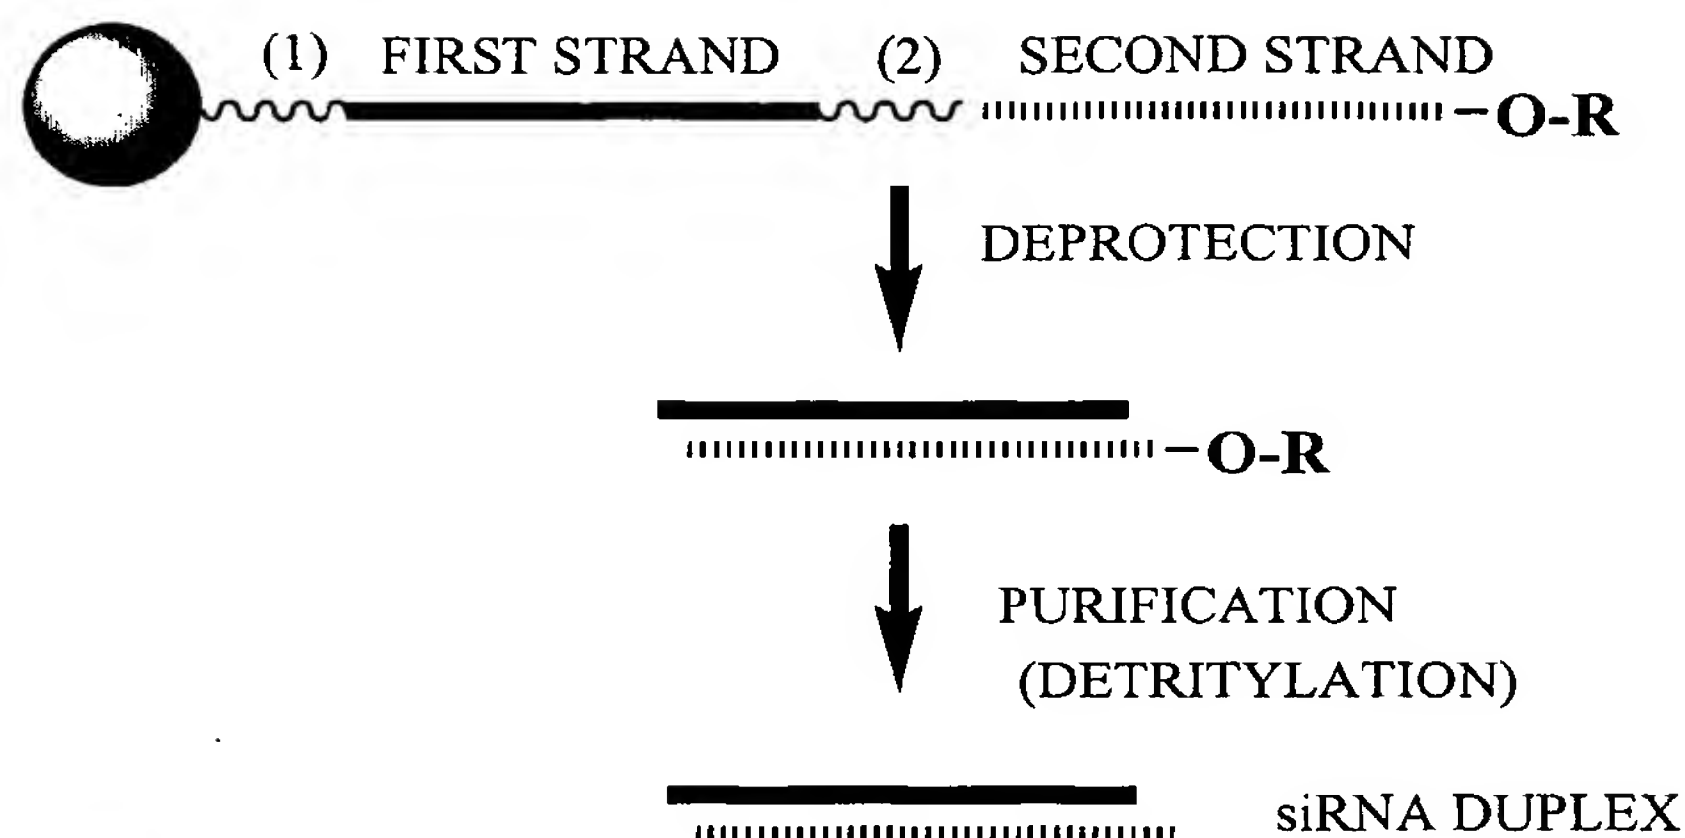 (1) FIRST STRAND (2) SECOND STRAND
O-R
DEPROTECTION
O-R
PURIFICATION
(DETRITYLATION)
siRNA DUPLEX